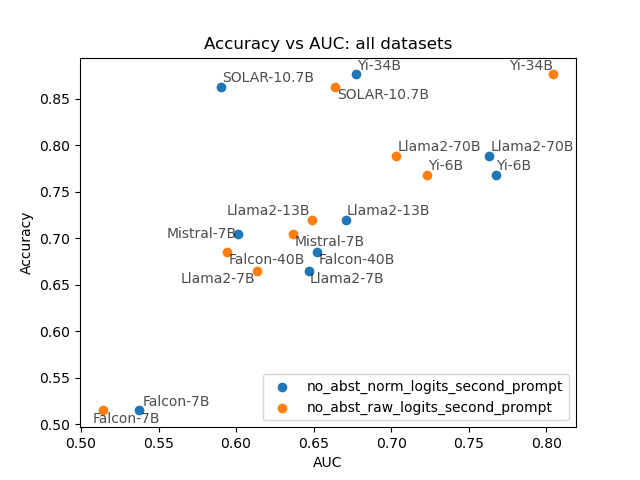 Accuracy vs AUC: all datasets
Yi-34B
Yi-34B
SOLAR-10.7B
SOLAR-10.7B
Llama2-70B
Llama2-70B
Yi-6B
Yi-6B
Llama2-13B
Llama2-13B
Mistral-7B
Mistral-7B
Falcon-40B
Falcon-40B
Llama2-7B
Llama2-7B
Falcon-7B
Falcon-7B
0.85
0.80
0.75
0.70
0.65
0.60
0.55
0.50
Accuracy
no_abst_norm_logits_second_prompt
no_abst_raw_logits_second_prompt
0.50 0.55 0.60 0.65 0.70 0.75 0.80
AUC